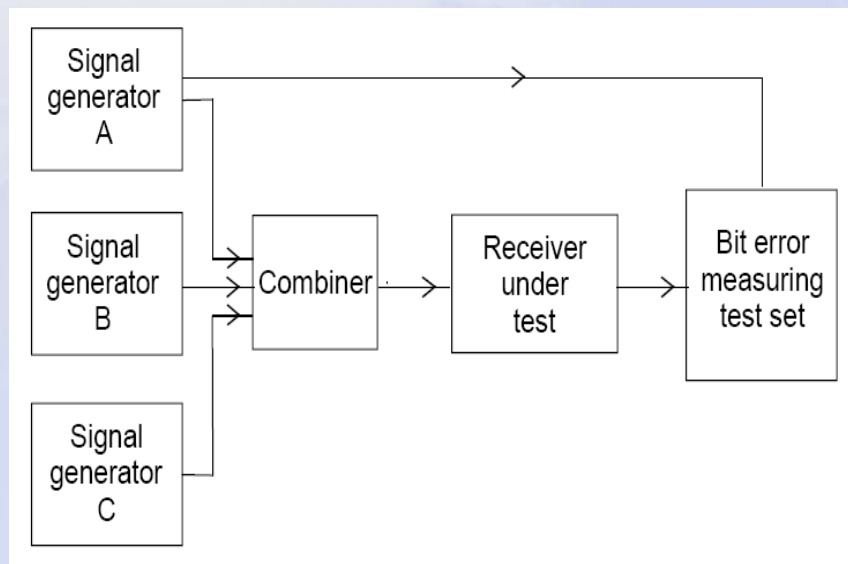 Signal
generator
A
Signal
generator
B
Signal
generator
C
Combiner
Receiver
under
test
Bit error
measuring
test set